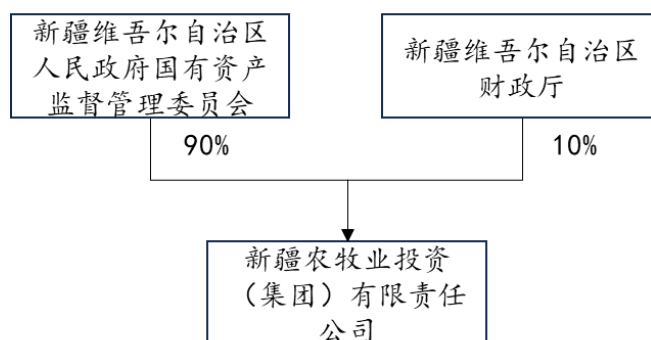 新疆维吾尔自治区
人民政府国有资产
监督管理委员会
新疆维吾尔自治区
财政厅
90%
10%
新疆农牧业投资
（集团）有限责任
公司